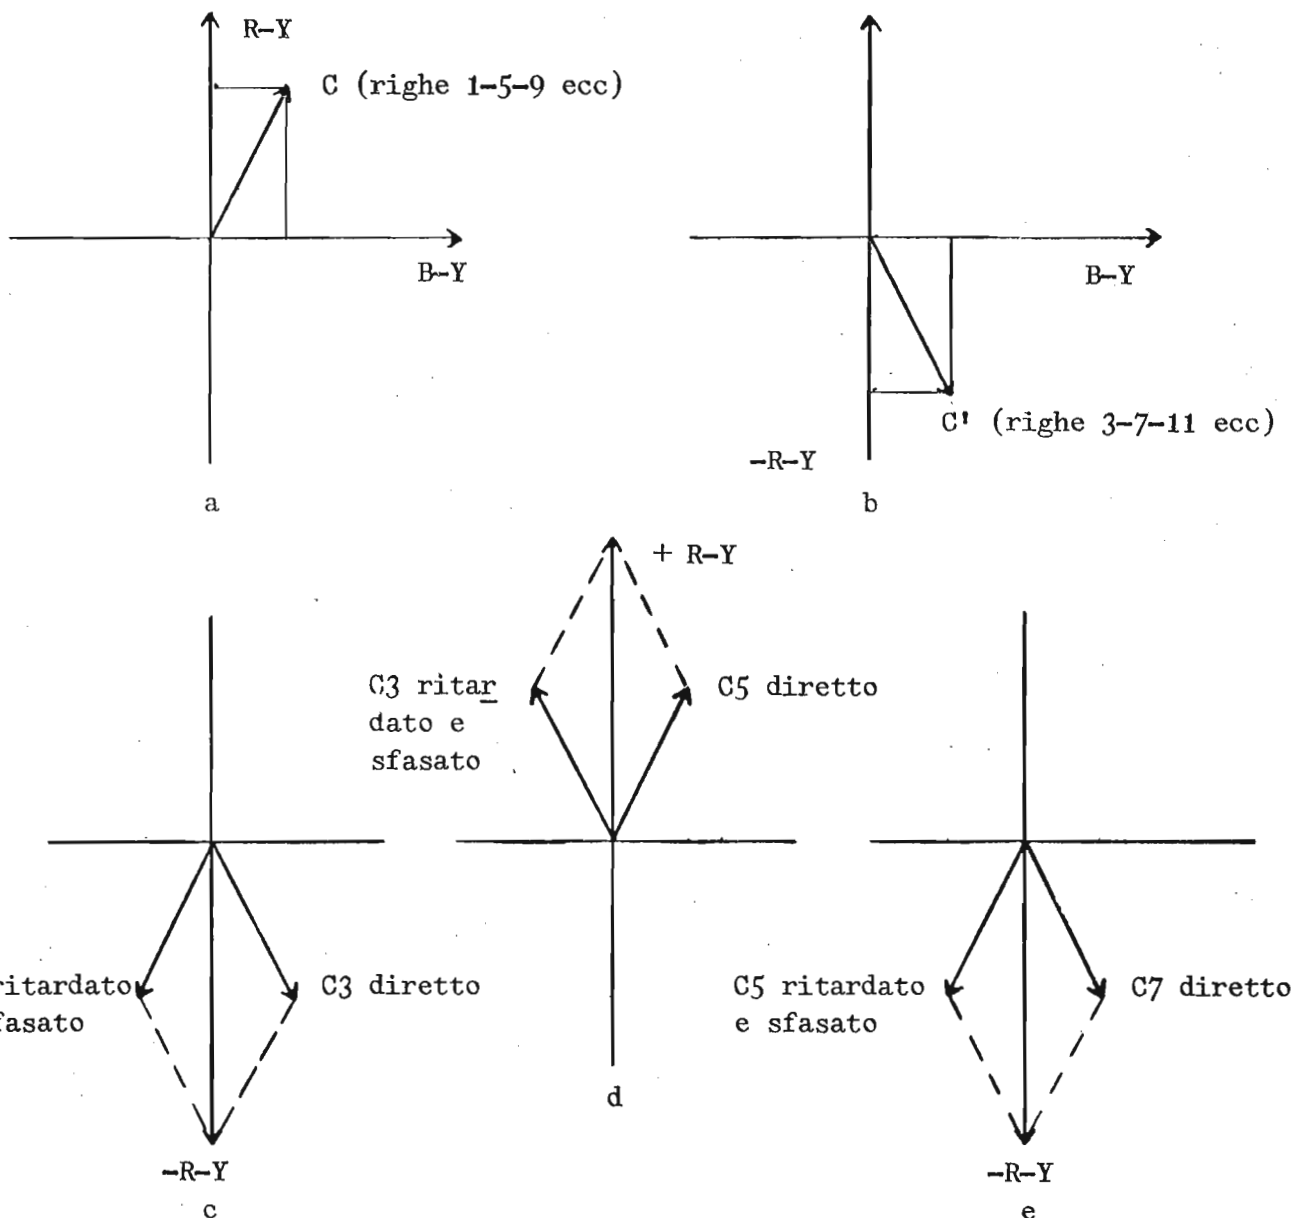 R-Y
C (righe 1-5-9 ecc)
B-Y
a
B-Y
C' (righe 3-7-11 ecc)
-R-Y
b
+ R-Y
C3 ritar
dato e
sfasato
C5 diretto
d
ritardato
fasato
C3 diretto
-R-Y
c
C5 ritardato
e sfasato
C7 diretto
-R-Y
e